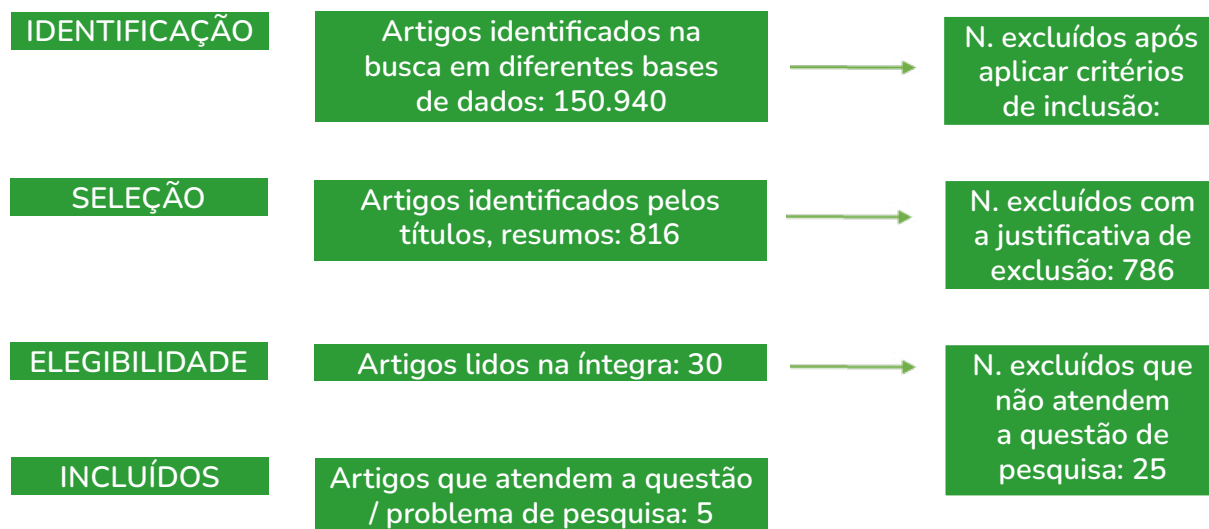 IDENTIFICAÇÃO
Artigos identificados na
busca em diferentes bases
de dados: 150.940
N. excluídos após
aplicar critérios
de inclusão:
SELEÇÃO
Artigos identificados pelos
títulos, resumos: 816
N. excluídos com
a justificativa de
exclusão: 786
ELEGIBILIDADE
Artigos lidos na íntegra: 30
N. excluídos que
não atendem
a questão de
pesquisa: 25
INCLUÍDOS
Artigos que atendem a questão
/ problema de pesquisa: 5